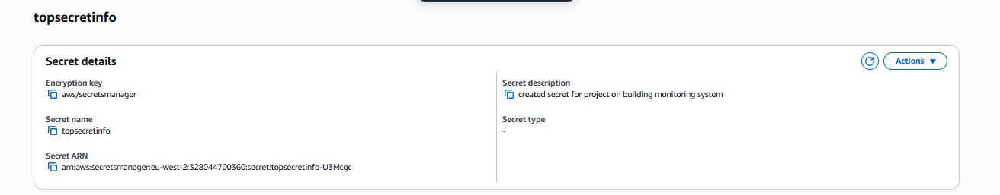 topsecretinfo
Secret details
Actions
Encryption key
aws/secretsmanager
Secret name
topsecretinfo
Secret ARN
arn:aws:secretsmanager:eu-west-2:328044700360:secret:topsecretinfo-U3Mcgc
Secret description
created secret for project on building monitoring system
Secret type
-